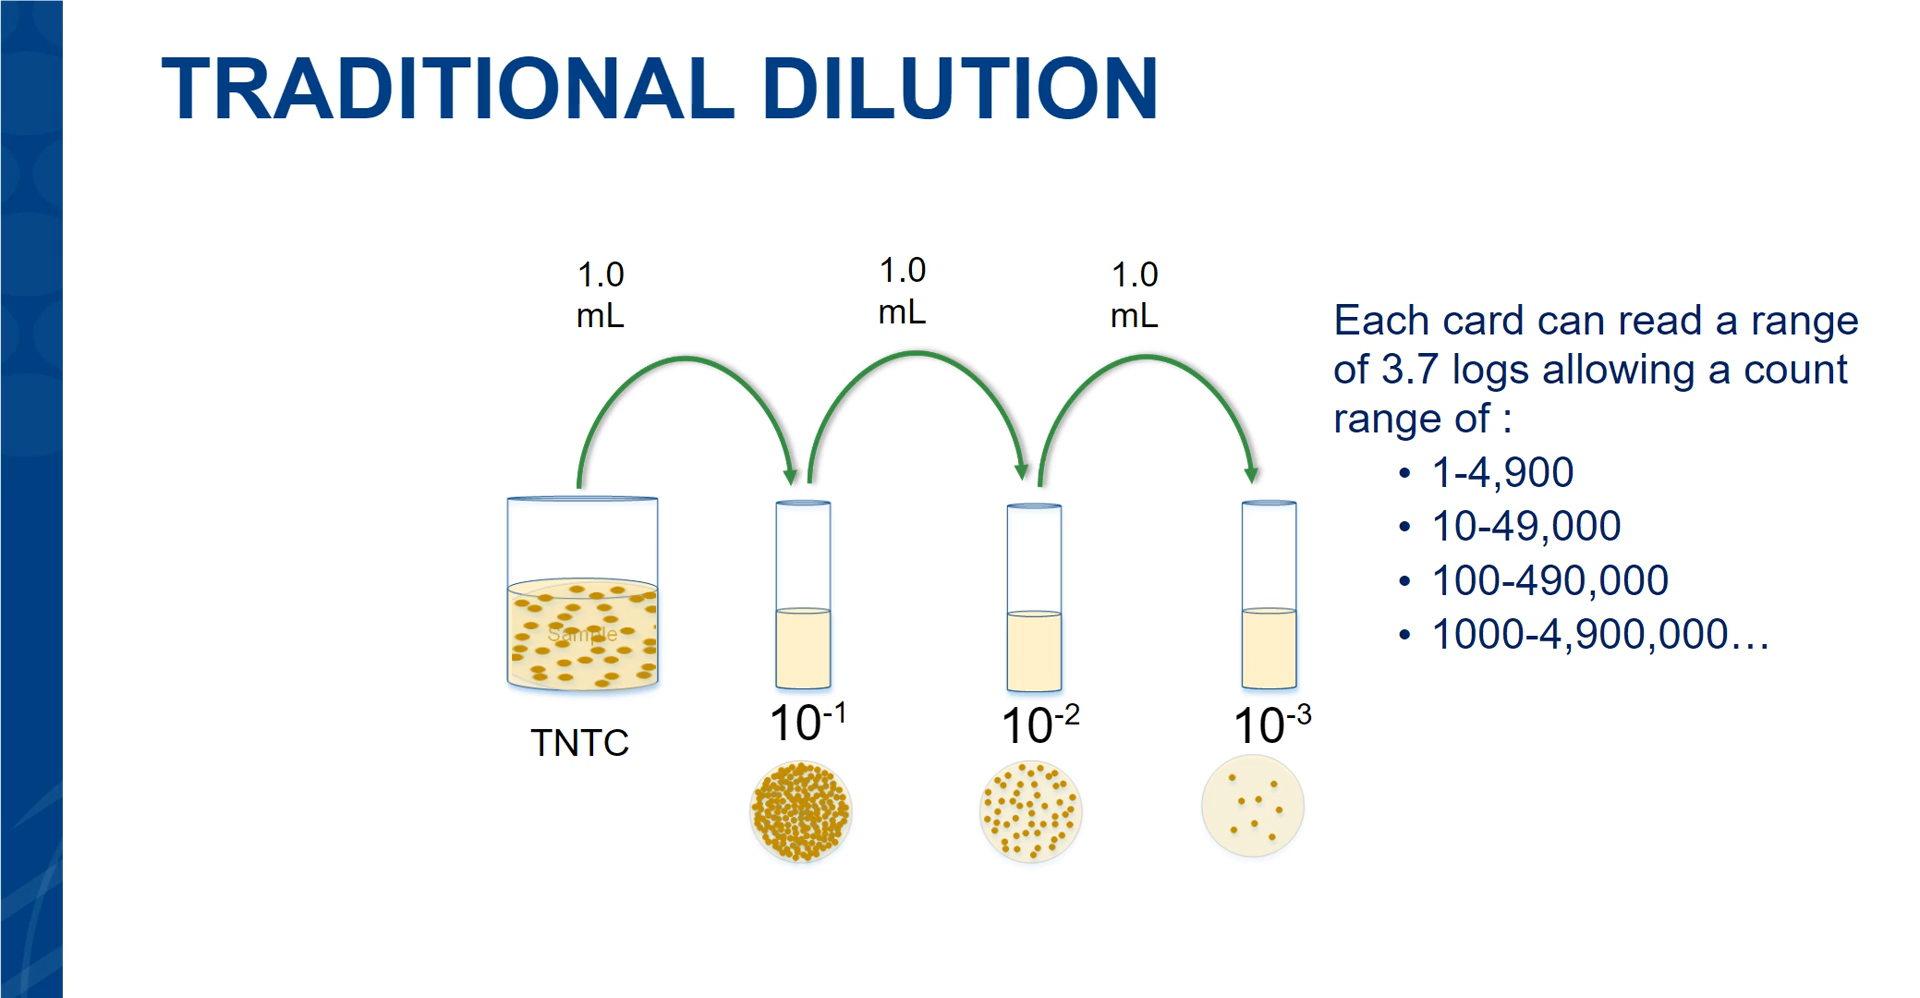 TRADITIONAL DILUTION
1.0
mL
1.0
mL
1.0
mL
Sample
TNTC
10⁻¹
10⁻²
10⁻³
Each card can read a range
of 3.7 logs allowing a count
range of :
• 1-4,900
• 10-49,000
• 100-490,000
• 1000-4,900,000…